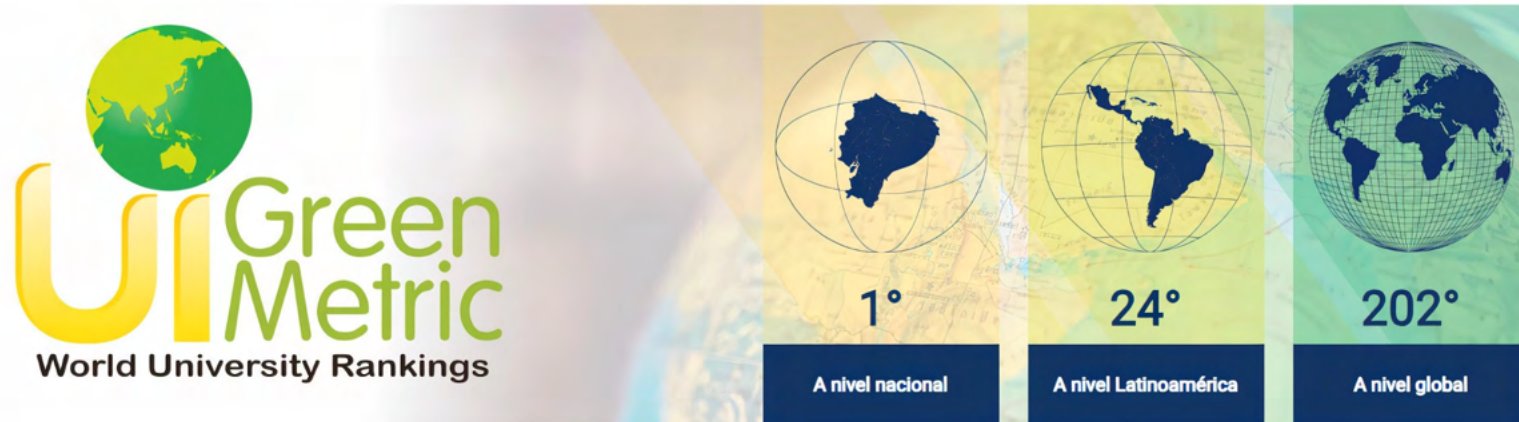 UI Green
Metric
World University Rankings
1°
A nivel nacional
24°
A nivel Latinoamérica
202°
A nivel global